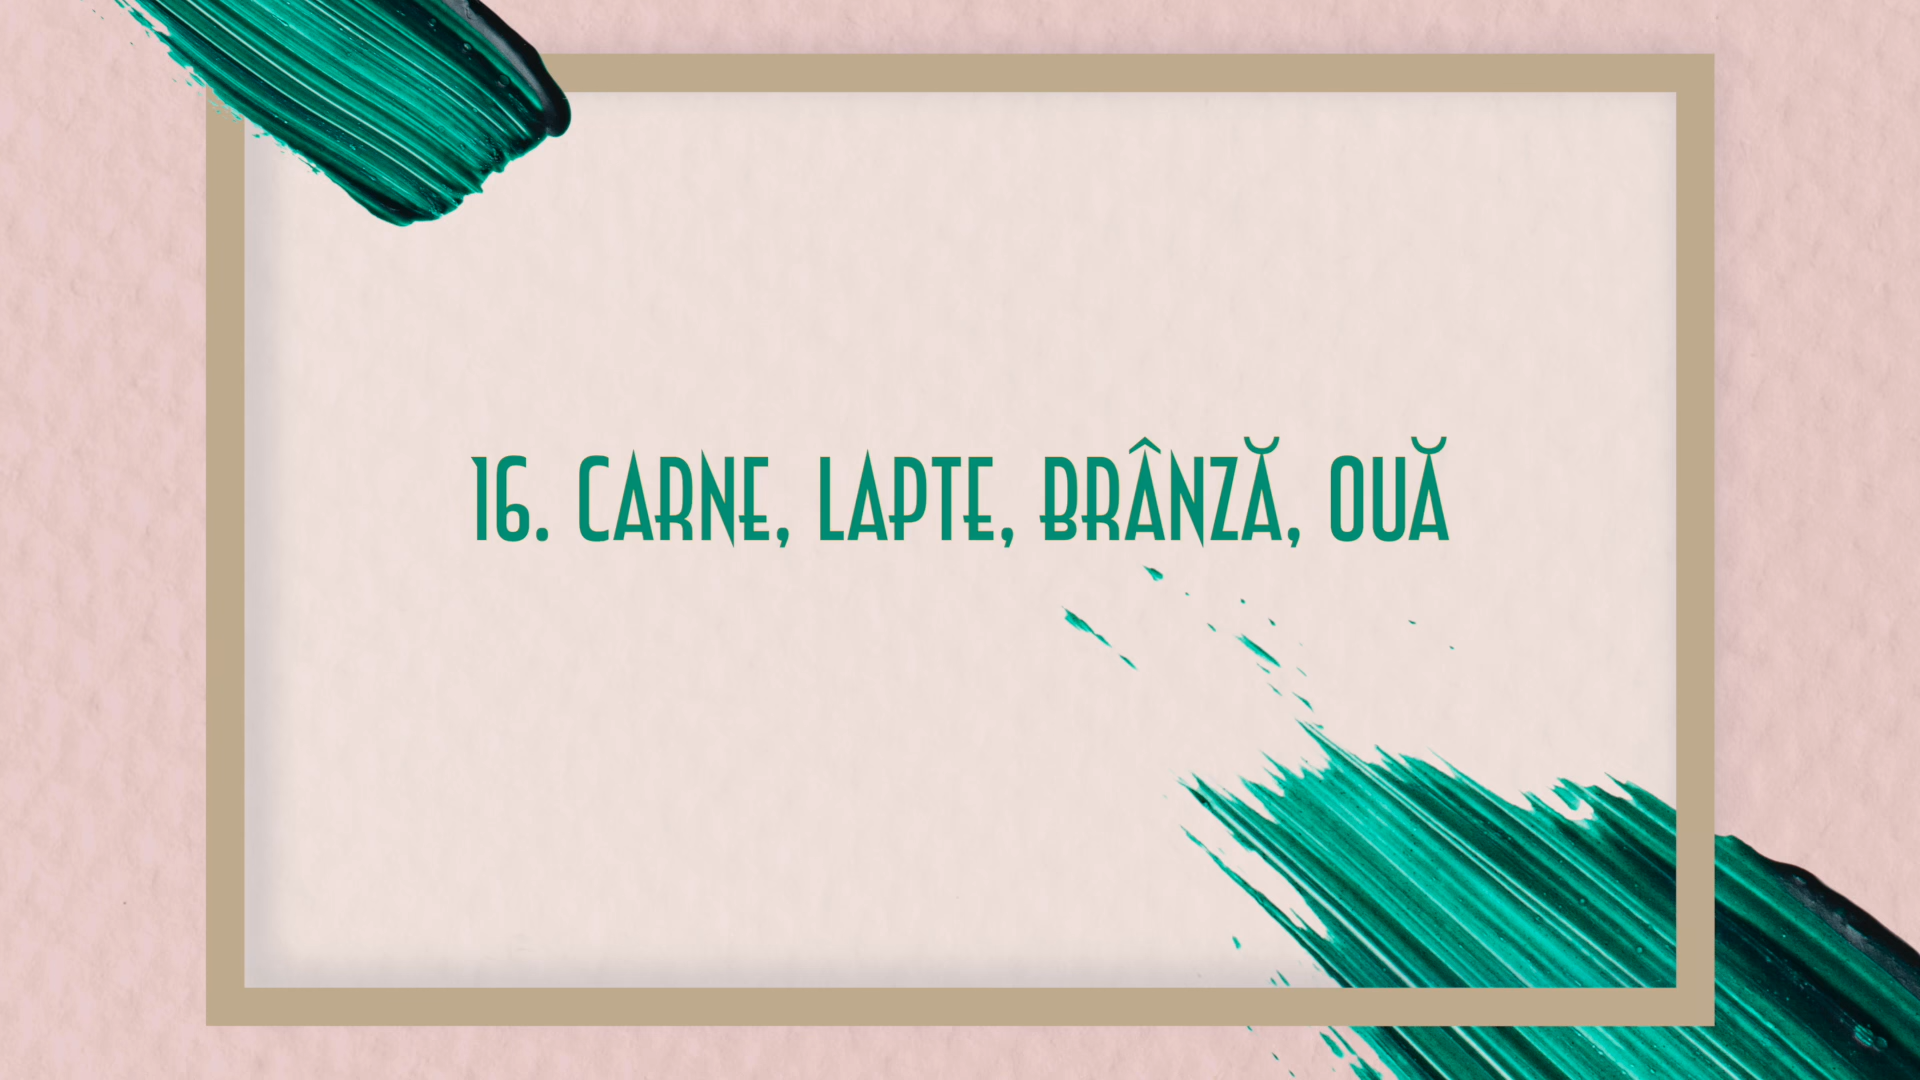 16. CARNE, LAPTE, BRÂNZĂ, OUĂ